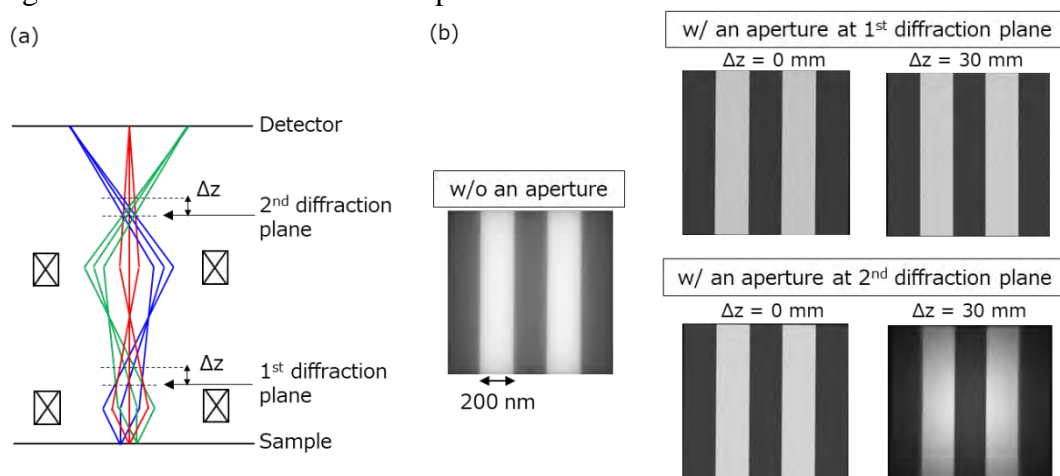 (a)
Detector
Δz
2nd diffraction
plane
Δz
1st diffraction
plane
Sample
(b)
w/o an aperture
200 nm
w/ an aperture at 1st diffraction plane
Δz = 0 mm
Δz = 30 mm
w/ an aperture at 2nd diffraction plane
Δz = 0 mm
Δz = 30 mm